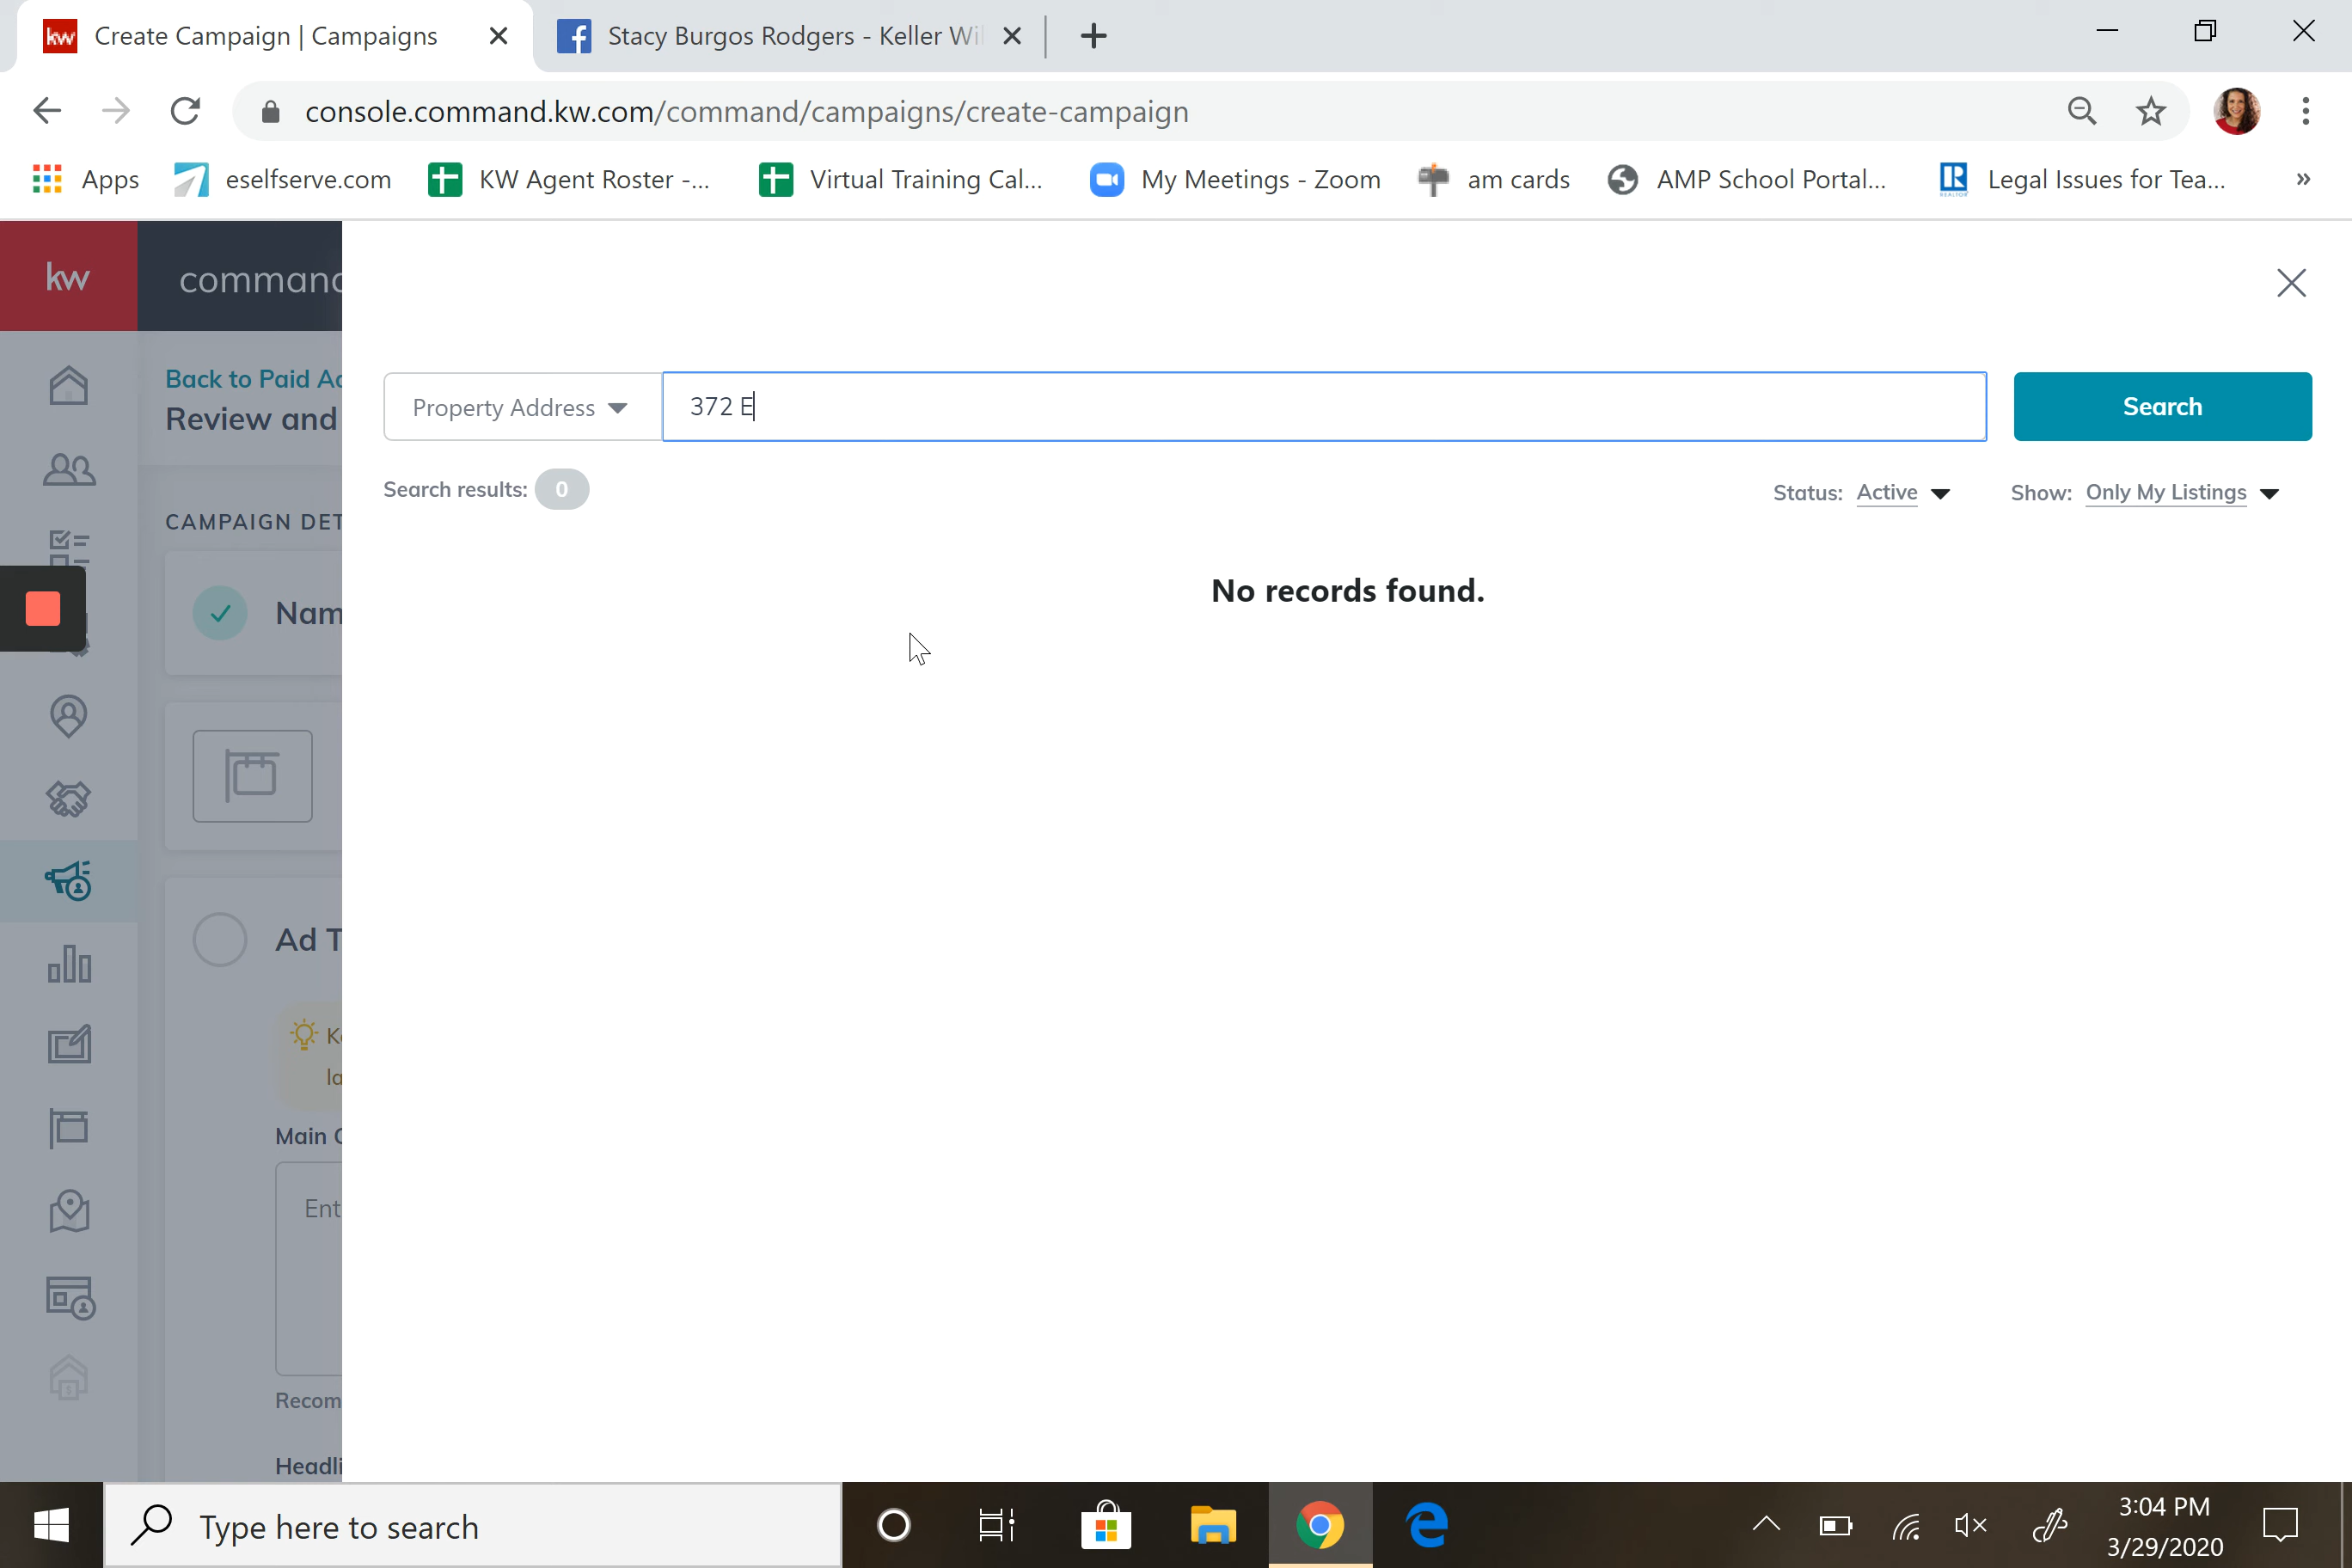 kw Create Campaign | Campaigns
Stacy Burgos Rodgers - Keller Wi
console.command.kw.com/command/campaigns/create-campaign
Apps
eselfserve.com
KW Agent Roster -...
Virtual Training Cal...
My Meetings - Zoom
am cards
AMP School Portal...
Legal Issues for Tea...
»
kw
command
Back to Paid Ad
Review and
Property Address
372 E
Search
Search results: 0
Status: Active
Show: Only My Listings
CAMPAIGN DET
No records found.
Nam
Ad T
Main C
Ent
Recom
Headli
Type here to search
3:04 PM
3/29/2020